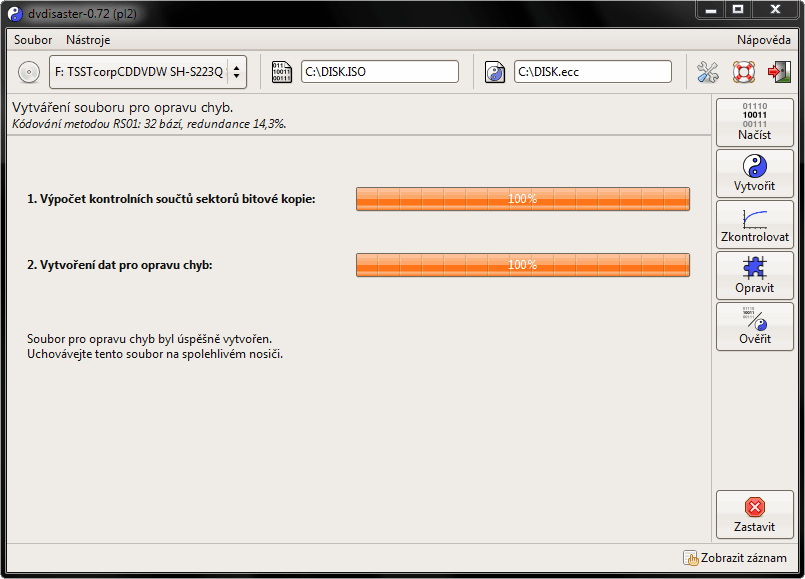 dvdisaster-0.72 (pl2)
Soubor Nástroje Nápověda
F: TSSTcorpCDDVDW SH-S223Q
C:\DISK.ISO
C:\DISK.ecc
Vytváření souboru pro opravu chyb.
Kódování metodou RS01: 32 bází, redundance 14,3%.
1. Výpočet kontrolních součtů sektorů bitové kopie: 100%
2. Vytvoření dat pro opravu chyb: 100%
Soubor pro opravu chyb byl úspěšně vytvořen.
Uchovávejte tento soubor na spolehlivém nosiči.
01110
10011
00111
Načíst
Vytvořit
Zkontrolovat
Opravit
Ověřit
Zastavit
Zobrazit záznam